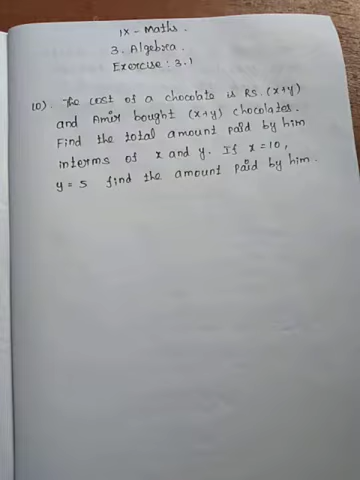 IX - Maths.
3. Algebra.
Exercise : 3.1
10). The cost of a chocolate is Rs. (x+y)
and Amir bought (x+y) chocolates.
Find the total amount paid by him
interms of x and y. If x = 10,
y = 5 find the amount paid by him.